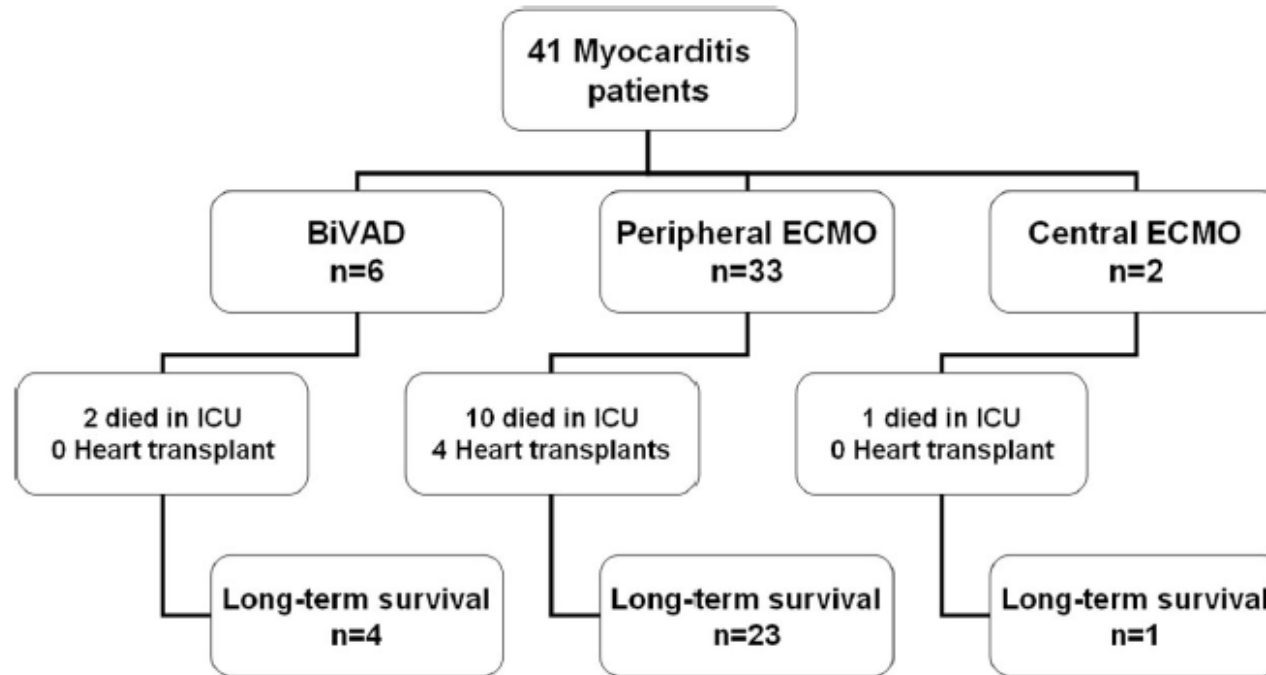 41 Myocarditis
patients
BiVAD
n=6
Peripheral ECMO
n=33
Central ECMO
n=2
2 died in ICU
0 Heart transplant
10 died in ICU
4 Heart transplants
1 died in ICU
0 Heart transplant
Long-term survival
n=4
Long-term survival
n=23
Long-term survival
n=1